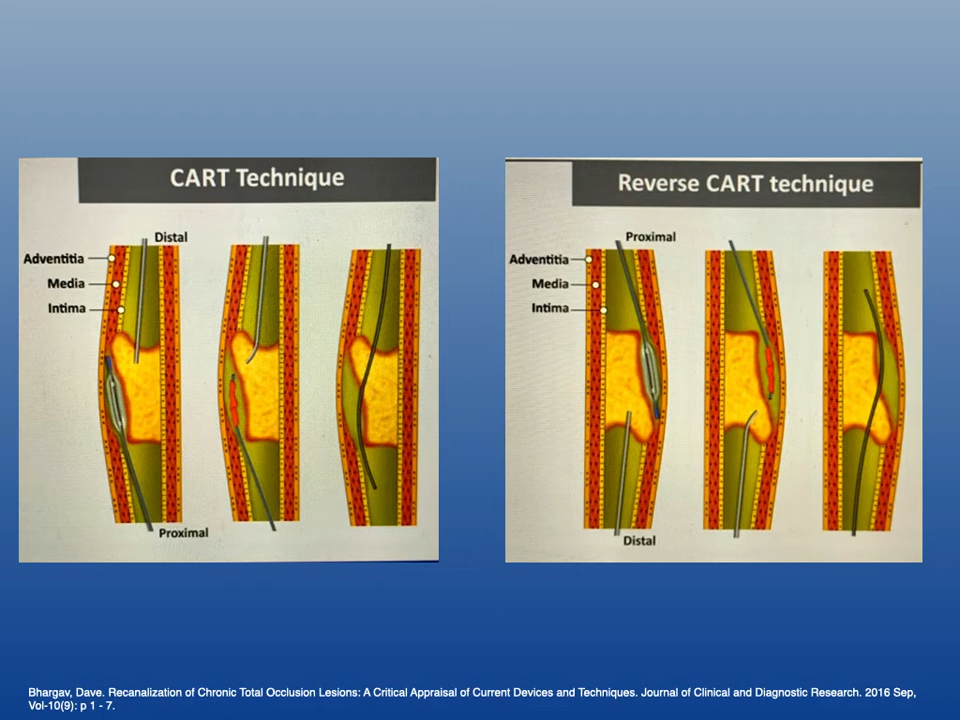 CART Technique
Distal
Adventitia
Media
Intima
Proximal
Reverse CART technique
Proximal
Adventitia
Media
Intima
Distal
Bhargav, Dave. Recanalization of Chronic Total Occlusion Lesions: A Critical Appraisal of Current Devices and Techniques. Journal of Clinical and Diagnostic Research. 2016 Sep,
Vol-10(9): p 1 - 7.